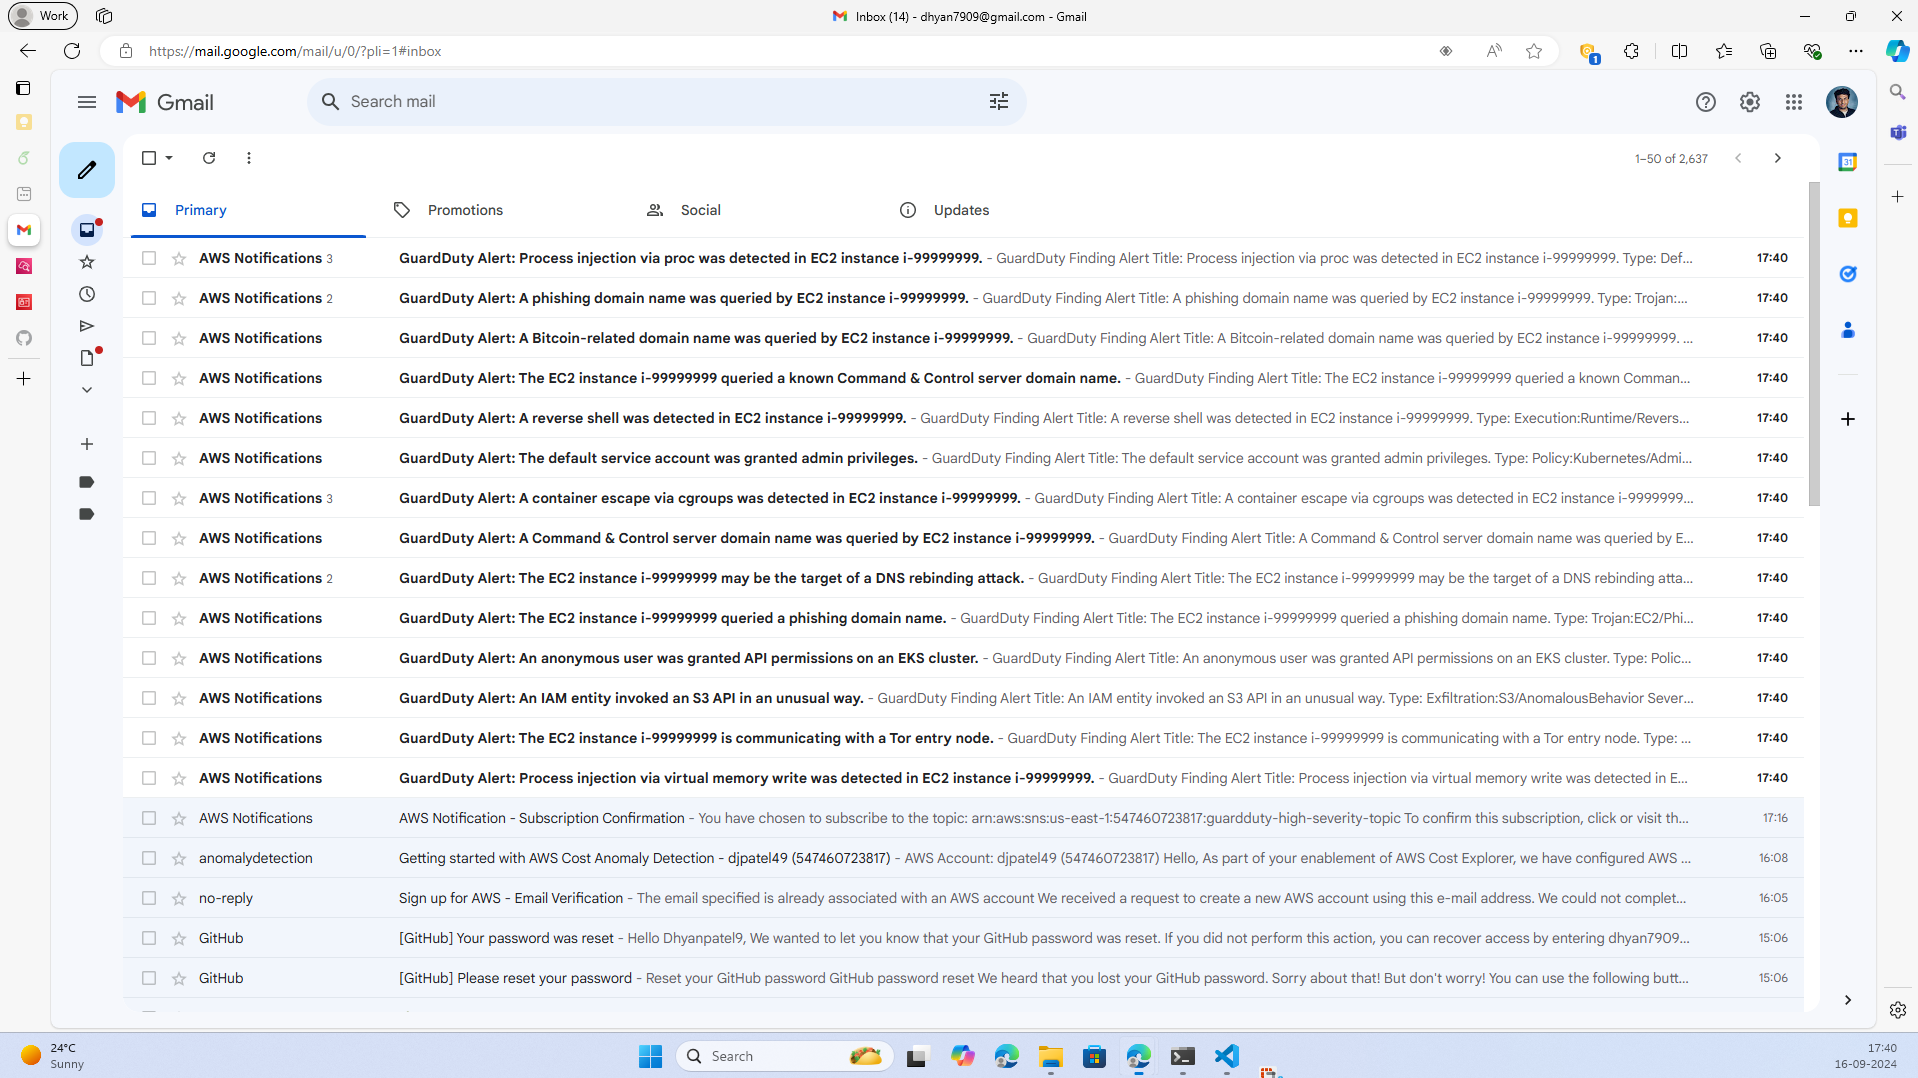 Work
Inbox (14) - dhyan7909@gmail.com - Gmail
https://mail.google.com/mail/u/0/?pli=1#inbox
1
Gmail
Search mail
1–50 of 2,637
31
Primary
Promotions
Social
Updates
AWS Notifications 3 GuardDuty Alert: Process injection via proc was detected in EC2 instance i-99999999. - GuardDuty Finding Alert Title: Process injection via proc was detected in EC2 instance i-99999999. Type: Def... 17:40
AWS Notifications 2 GuardDuty Alert: A phishing domain name was queried by EC2 instance i-99999999. - GuardDuty Finding Alert Title: A phishing domain name was queried by EC2 instance i-99999999. Type: Trojan:... 17:40
AWS Notifications GuardDuty Alert: A Bitcoin-related domain name was queried by EC2 instance i-99999999. - GuardDuty Finding Alert Title: A Bitcoin-related domain name was queried by EC2 instance i-99999999. ... 17:40
AWS Notifications GuardDuty Alert: The EC2 instance i-99999999 queried a known Command & Control server domain name. - GuardDuty Finding Alert Title: The EC2 instance i-99999999 queried a known Comman... 17:40
AWS Notifications GuardDuty Alert: A reverse shell was detected in EC2 instance i-99999999. - GuardDuty Finding Alert Title: A reverse shell was detected in EC2 instance i-99999999. Type: Execution:Runtime/Revers... 17:40
AWS Notifications GuardDuty Alert: The default service account was granted admin privileges. - GuardDuty Finding Alert Title: The default service account was granted admin privileges. Type: Policy:Kubernetes/Admi... 17:40
AWS Notifications 3 GuardDuty Alert: A container escape via cgroups was detected in EC2 instance i-99999999. - GuardDuty Finding Alert Title: A container escape via cgroups was detected in EC2 instance i-9999999... 17:40
AWS Notifications GuardDuty Alert: A Command & Control server domain name was queried by EC2 instance i-99999999. - GuardDuty Finding Alert Title: A Command & Control server domain name was queried by E... 17:40
AWS Notifications 2 GuardDuty Alert: The EC2 instance i-99999999 may be the target of a DNS rebinding attack. - GuardDuty Finding Alert Title: The EC2 instance i-99999999 may be the target of a DNS rebinding atta... 17:40
AWS Notifications GuardDuty Alert: The EC2 instance i-99999999 queried a phishing domain name. - GuardDuty Finding Alert Title: The EC2 instance i-99999999 queried a phishing domain name. Type: Trojan:EC2/Phi... 17:40
AWS Notifications GuardDuty Alert: An anonymous user was granted API permissions on an EKS cluster. - GuardDuty Finding Alert Title: An anonymous user was granted API permissions on an EKS cluster. Type: Polic... 17:40
AWS Notifications GuardDuty Alert: An IAM entity invoked an S3 API in an unusual way. - GuardDuty Finding Alert Title: An IAM entity invoked an S3 API in an unusual way. Type: Exfiltration:S3/AnomalousBehavior Sever... 17:40
AWS Notifications GuardDuty Alert: The EC2 instance i-99999999 is communicating with a Tor entry node. - GuardDuty Finding Alert Title: The EC2 instance i-99999999 is communicating with a Tor entry node. Type: ... 17:40
AWS Notifications GuardDuty Alert: Process injection via virtual memory write was detected in EC2 instance i-99999999. - GuardDuty Finding Alert Title: Process injection via virtual memory write was detected in E... 17:40
AWS Notifications AWS Notification - Subscription Confirmation - You have chosen to subscribe to the topic: arn:aws:sns:us-east-1:547460723817:guardduty-high-severity-topic To confirm this subscription, click or visit th... 17:16
anomalydetection Getting started with AWS Cost Anomaly Detection - djpatel49 (547460723817) - AWS Account: djpatel49 (547460723817) Hello, As part of your enablement of AWS Cost Explorer, we have configured AWS ... 16:08
no-reply Sign up for AWS - Email Verification - The email specified is already associated with an AWS account We received a request to create a new AWS account using this e-mail address. We could not complet... 16:05
GitHub [GitHub] Your password was reset - Hello Dhyanpatel9, We wanted to let you know that your GitHub password was reset. If you did not perform this action, you can recover access by entering dhyan7909... 15:06
GitHub [GitHub] Please reset your password - Reset your GitHub password GitHub password reset We heard that you lost your GitHub password. Sorry about that! But don't worry! You can use the following butt... 15:06
24°C
Sunny
Search
17:40
16-09-2024